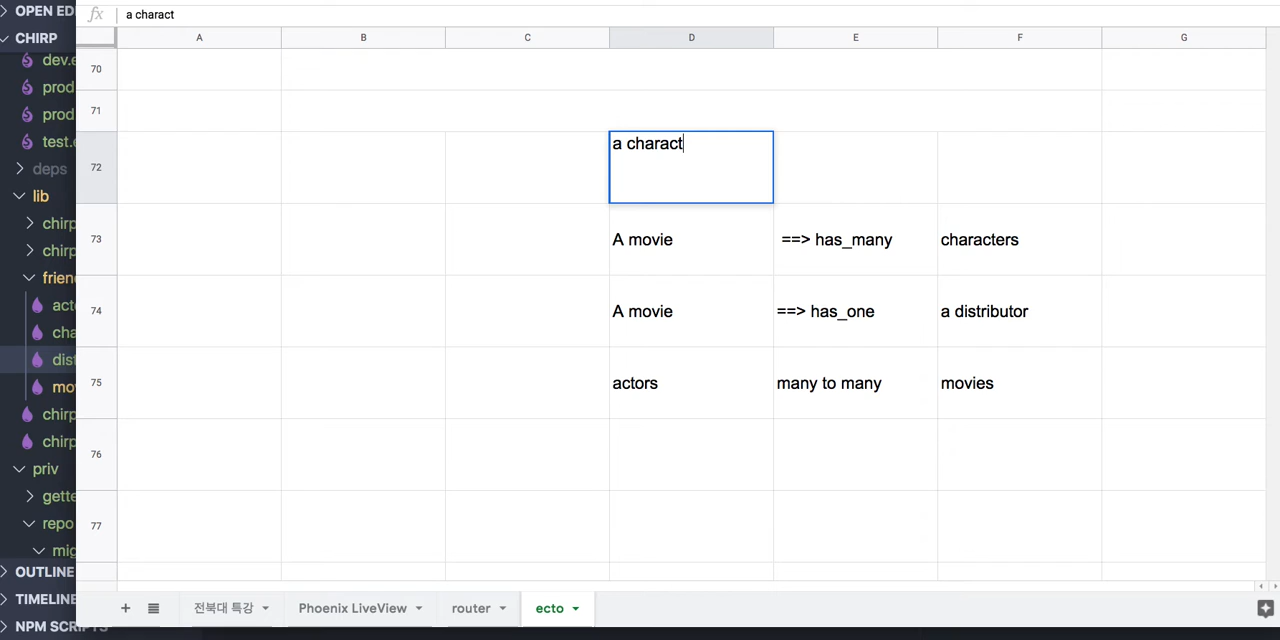 OPEN EDI
fx a charact
CHIRP
A B C D E F G
dev.e
70
prod
prod
71
test.e
a charact
deps
72
lib
chirp
chirp
73 A movie ==> has_many characters
frien
acto
74 A movie ==> has_one a distributor
cha
dist
75 actors many to many movies
mov
chirp
chirp
76
priv
gette
repo
77
mig
OUTLINE
TIMELINE
+ 전북대 특강 Phoenix LiveView router ecto
NPM SCRIPTS